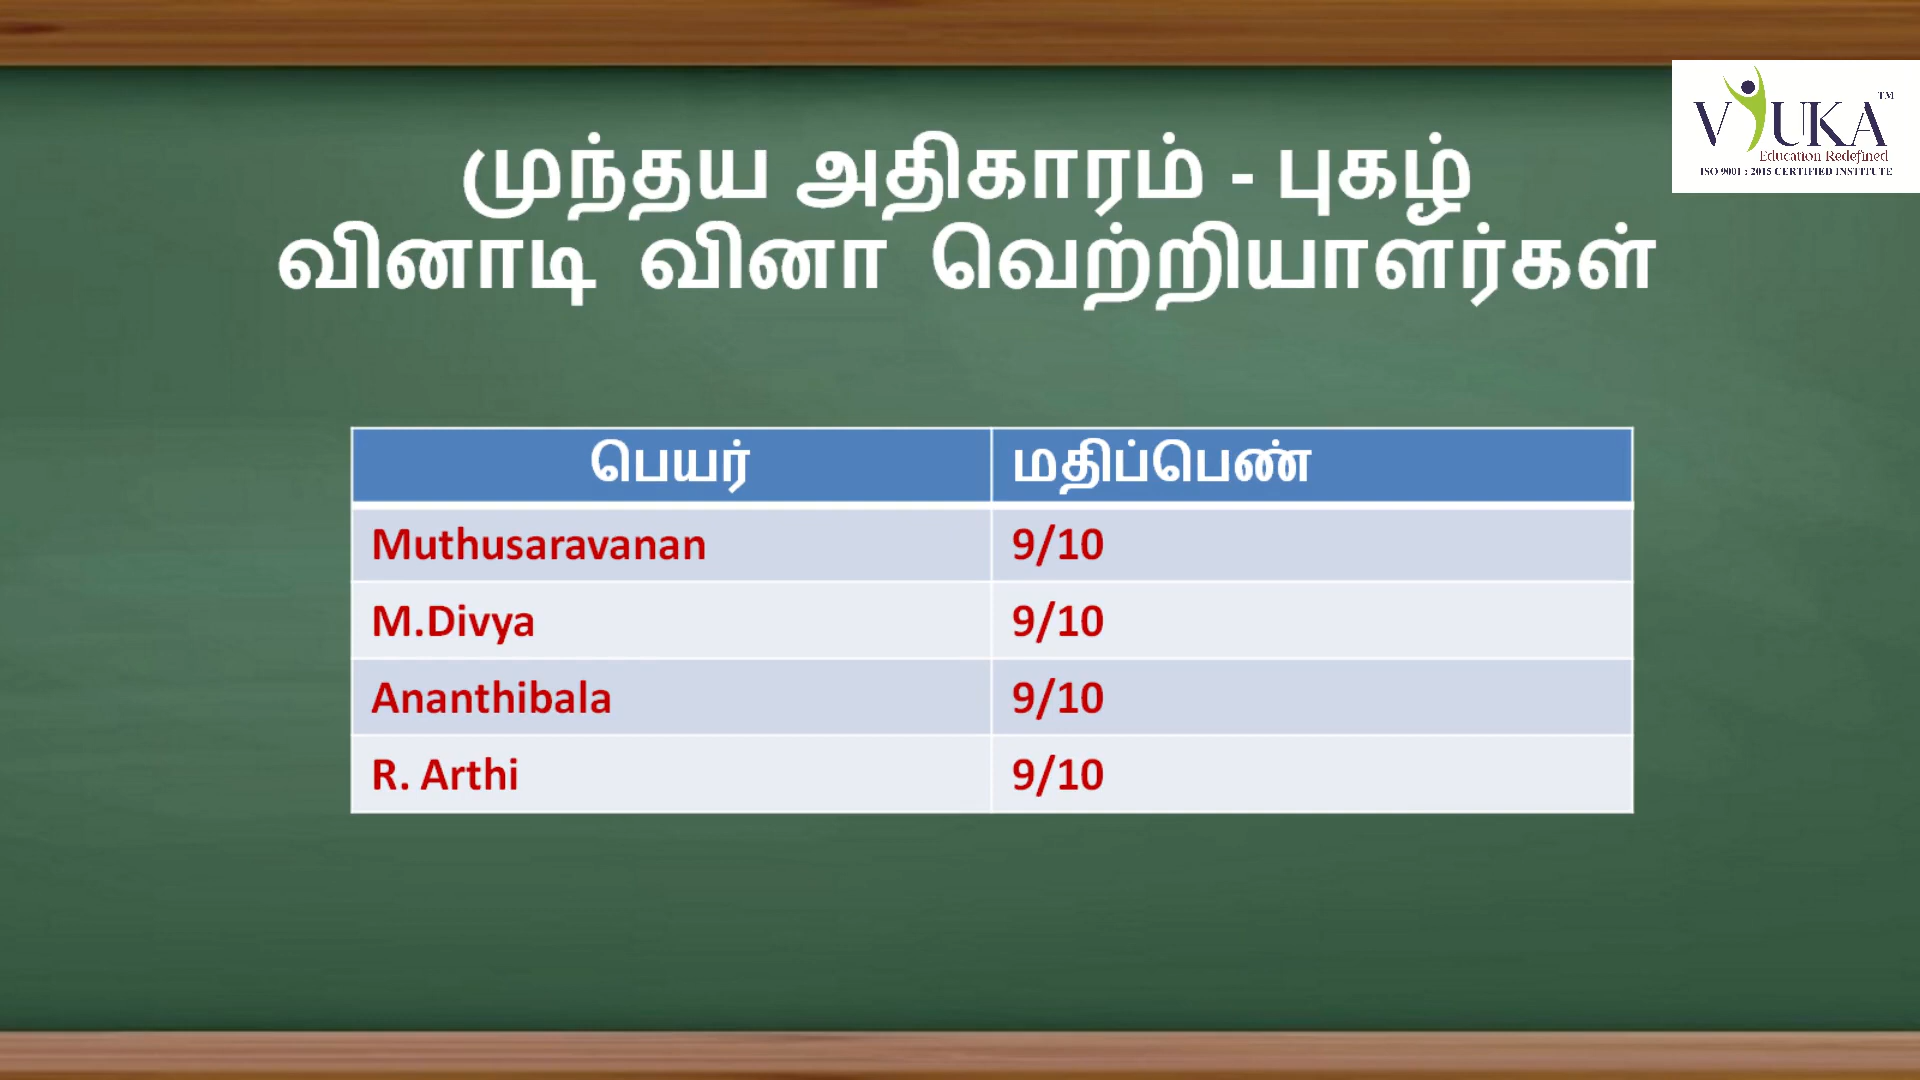 முந்தய அதிகாரம் - புகழ்
வினாடி வினா வெற்றியாளர்கள்
VIUKA™
Education Redefined
ISO 9001 : 2015 CERTIFIED INSTITUTE
பெயர் மதிப்பெண்
Muthusaravanan 9/10
M.Divya 9/10
Ananthibala 9/10
R. Arthi 9/10